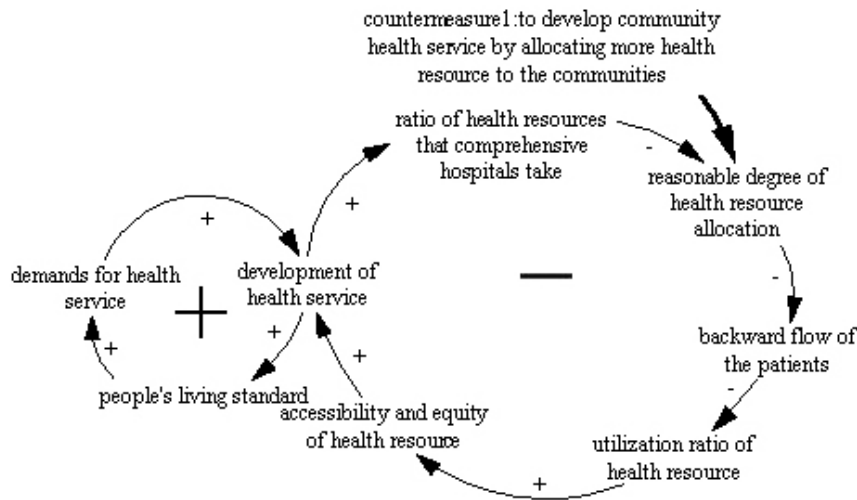 countermeasure1:to develop community
health service by allocating more health
resource to the communities
ratio of health resources
that comprehensive
hospitals take
-
reasonable degree of
health resource
allocation
+
+
demands for health
service
development of
health service
+
—
-
+
+
+
backward flow of
the patients
-
people's living standard
accessibility and equity
of health resource
utilization ratio of
health resource
+